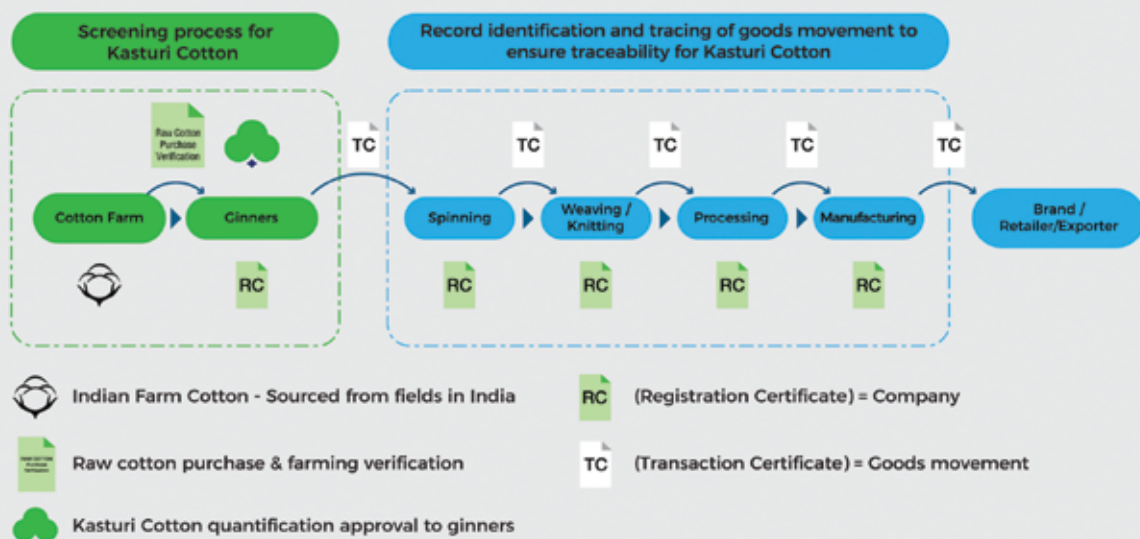 Screening process for
Kasturi Cotton
Record identification and tracing of goods movement to
ensure traceability for Kasturi Cotton
Raw Cotton
Purchase
Verification
TC
TC
TC
TC
TC
Cotton Farm
Ginners
Spinning
Weaving /
Knitting
Processing
Manufacturing
Brand /
Retailer/Exporter
RC
RC
RC
RC
RC
Indian Farm Cotton - Sourced from fields in India
RC
(Registration Certificate) = Company
Raw cotton purchase & farming verification
TC
(Transaction Certificate) = Goods movement
Kasturi Cotton quantification approval to ginners